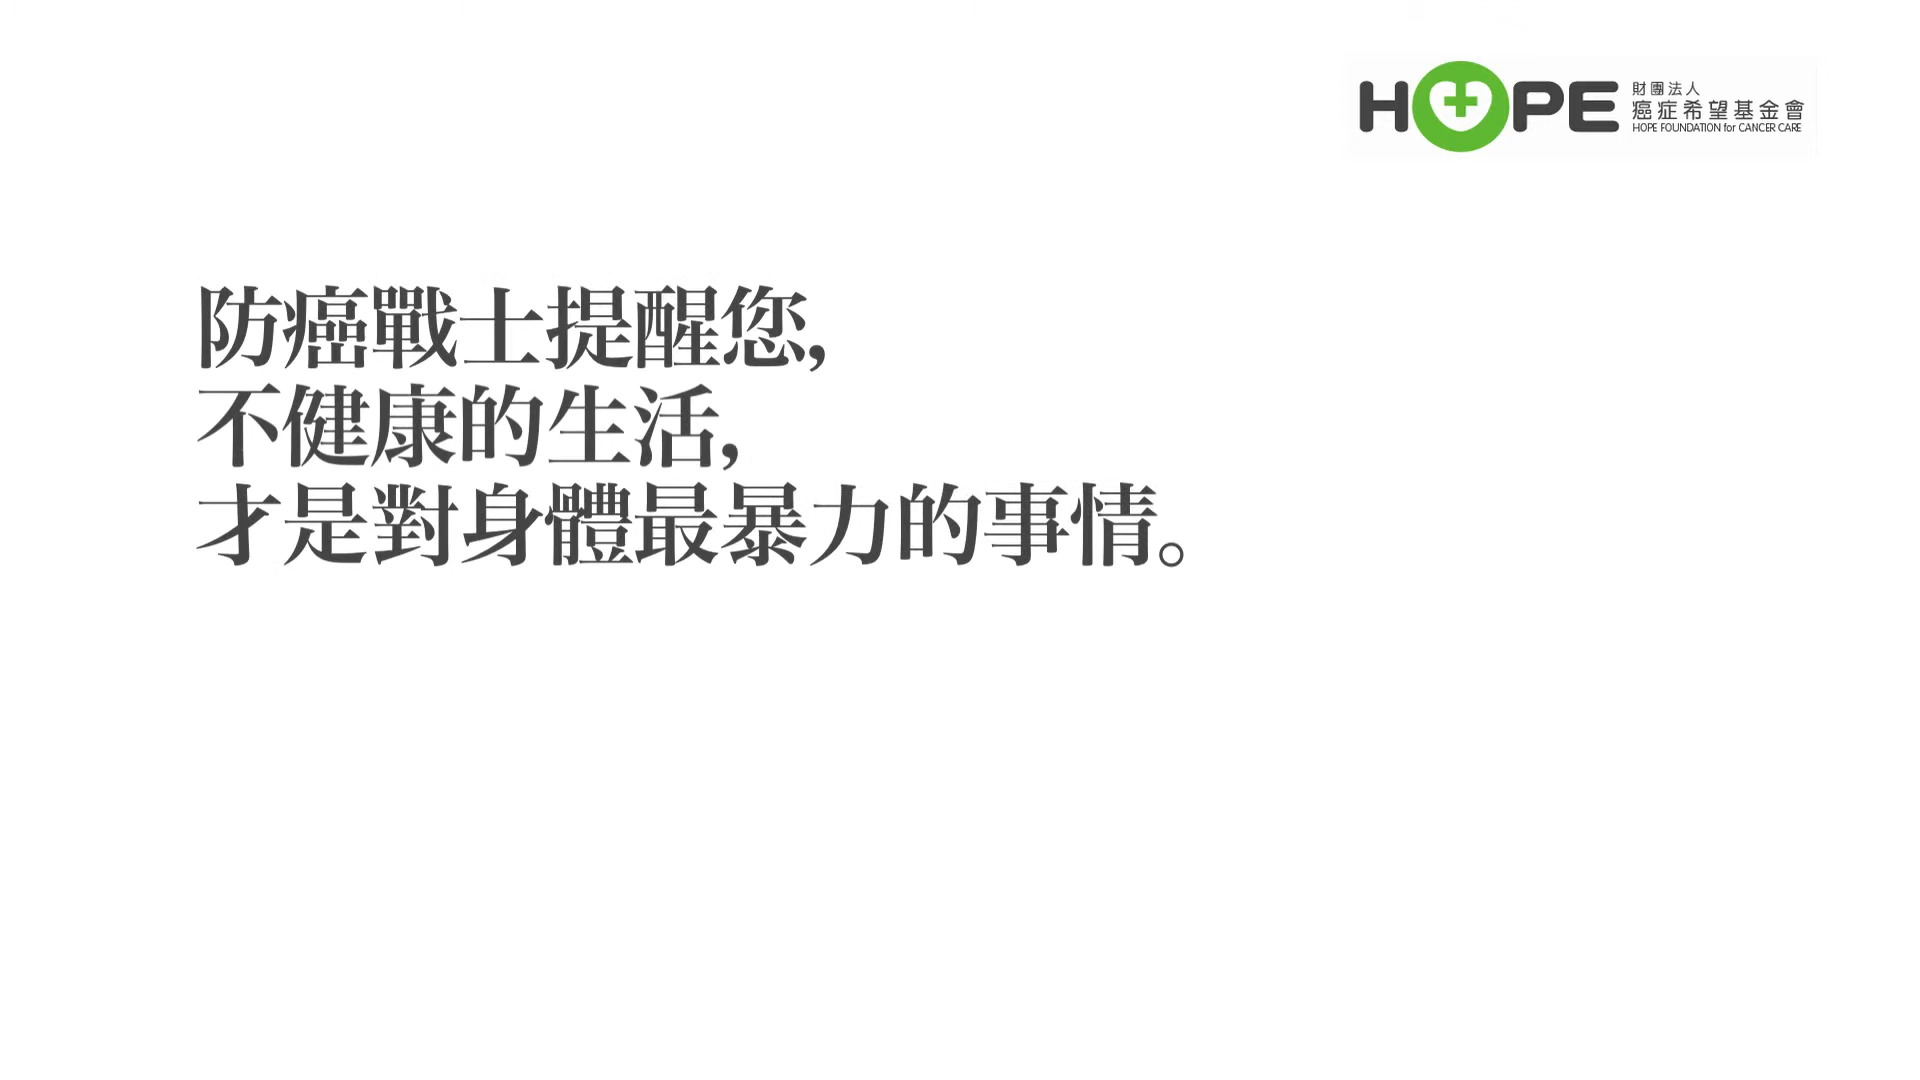 HOPE
財團法人
癌症希望基金會
HOPE FOUNDATION for CANCER CARE
防癌戰士提醒您,
不健康的生活,
才是對身體最暴力的事情。